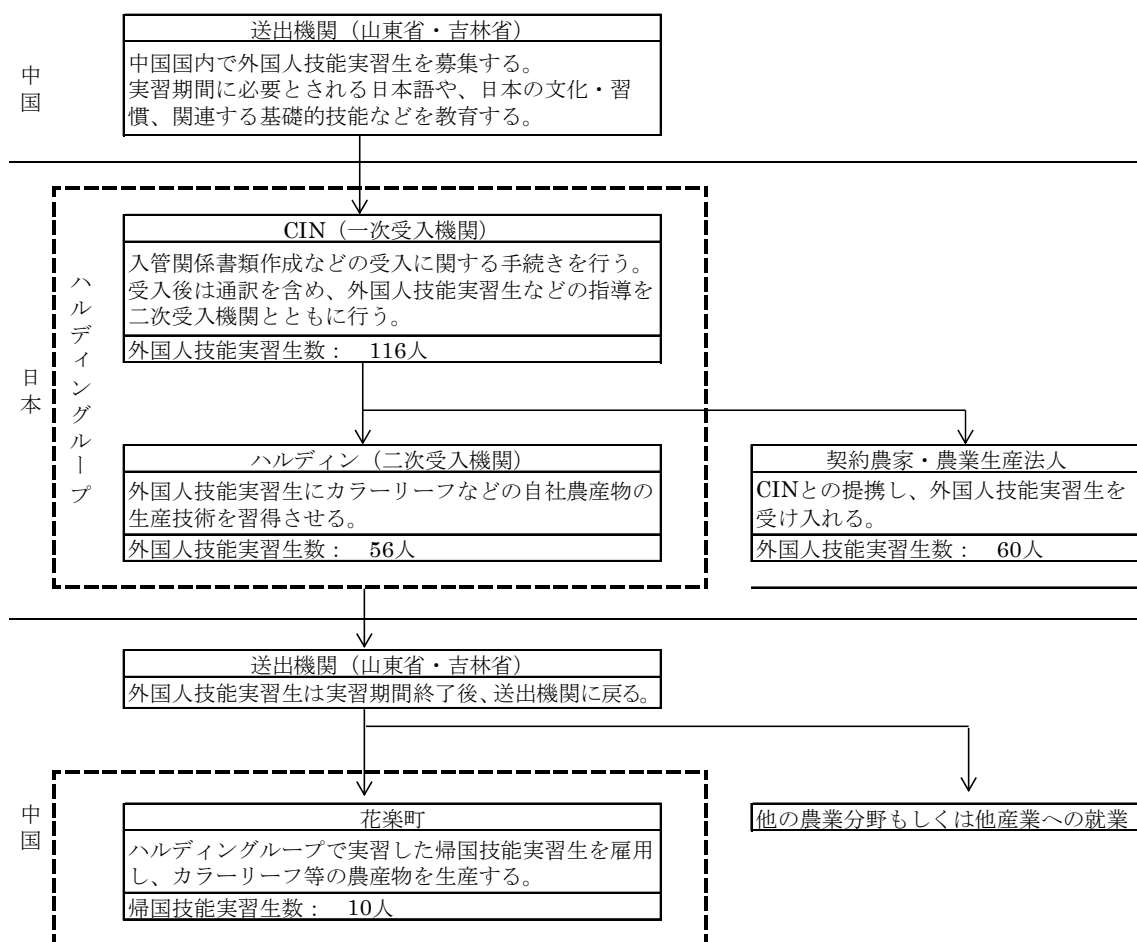 送出機関（山東省・吉林省）
中国国内で外国人技能実習生を募集する。
実習期間に必要とされる日本語や、日本の文化・習
慣、関連する基礎的技能などを教育する。
中国
CIN（一次受入機関）
入管関係書類作成などの受入に関する手続きを行う。
受入後は通訳を含め、外国人技能実習生などの指導を
二次受入機関とともに行う。
外国人技能実習生数： 116人
ハルディングループ
日本
ハルディン（二次受入機関）
外国人技能実習生にカラーリーフなどの自社農産物の
生産技術を習得させる。
外国人技能実習生数： 56人
契約農家・農業生産法人
CINとの提携し、外国人技能実習生を
受け入れる。
外国人技能実習生数： 60人
送出機関（山東省・吉林省）
外国人技能実習生は実習期間終了後、送出機関に戻る。
中国
花楽町
ハルディングループで実習した帰国技能実習生を雇用
し、カラーリーフ等の農産物を生産する。
帰国技能実習生数： 10人
他の農業分野もしくは他産業への就業